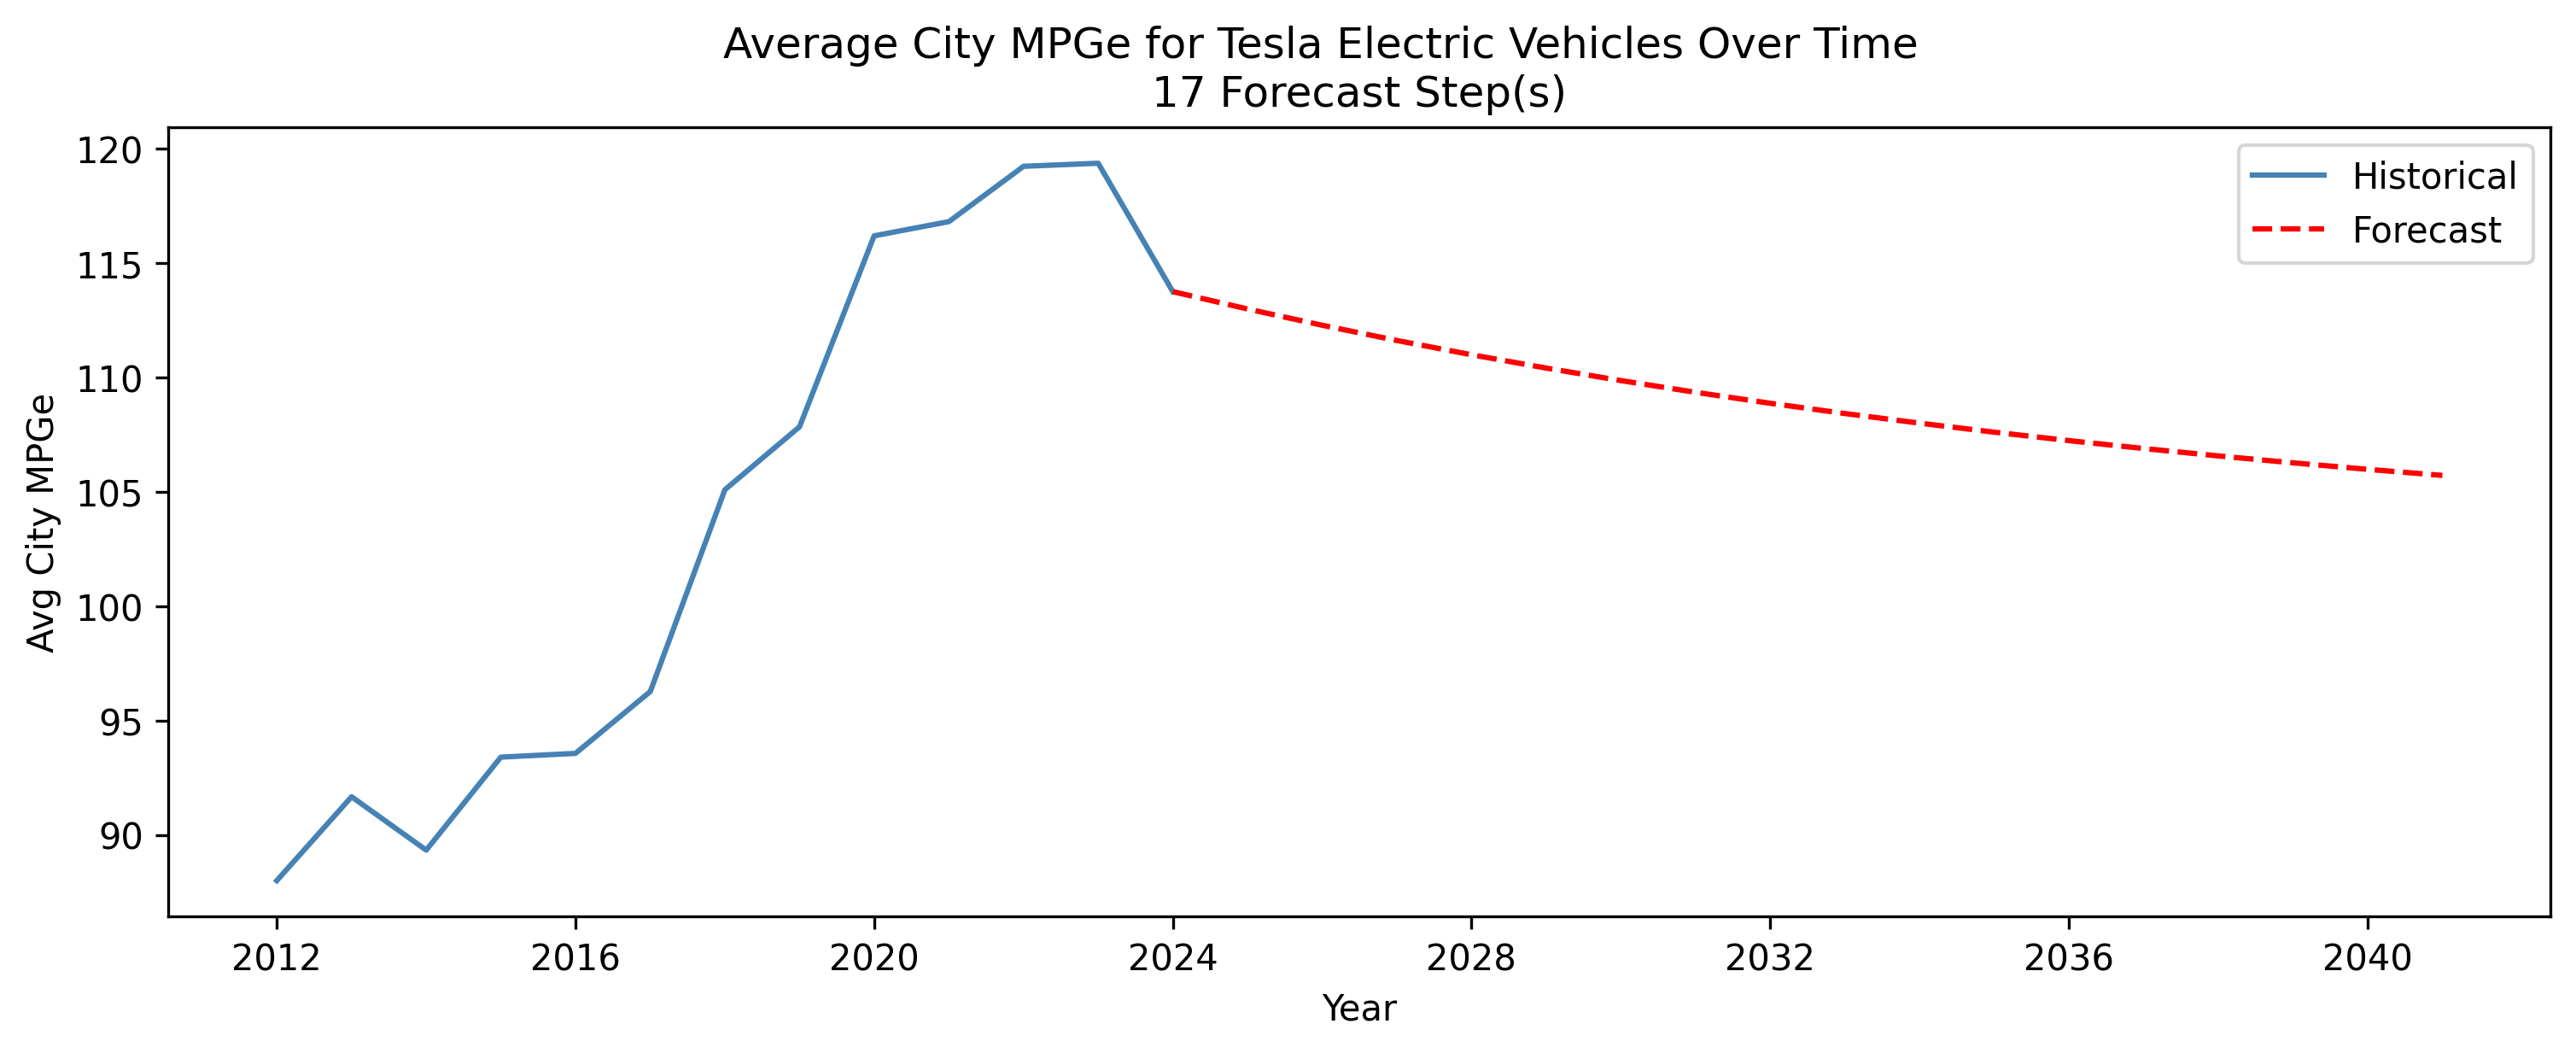 Average City MPGe for Tesla Electric Vehicles Over Time
17 Forecast Step(s)
120
115
110
105
100
95
90
Avg City MPGe
Historical
Forecast
2012
2016
2020
2024
2028
2032
2036
2040
Year